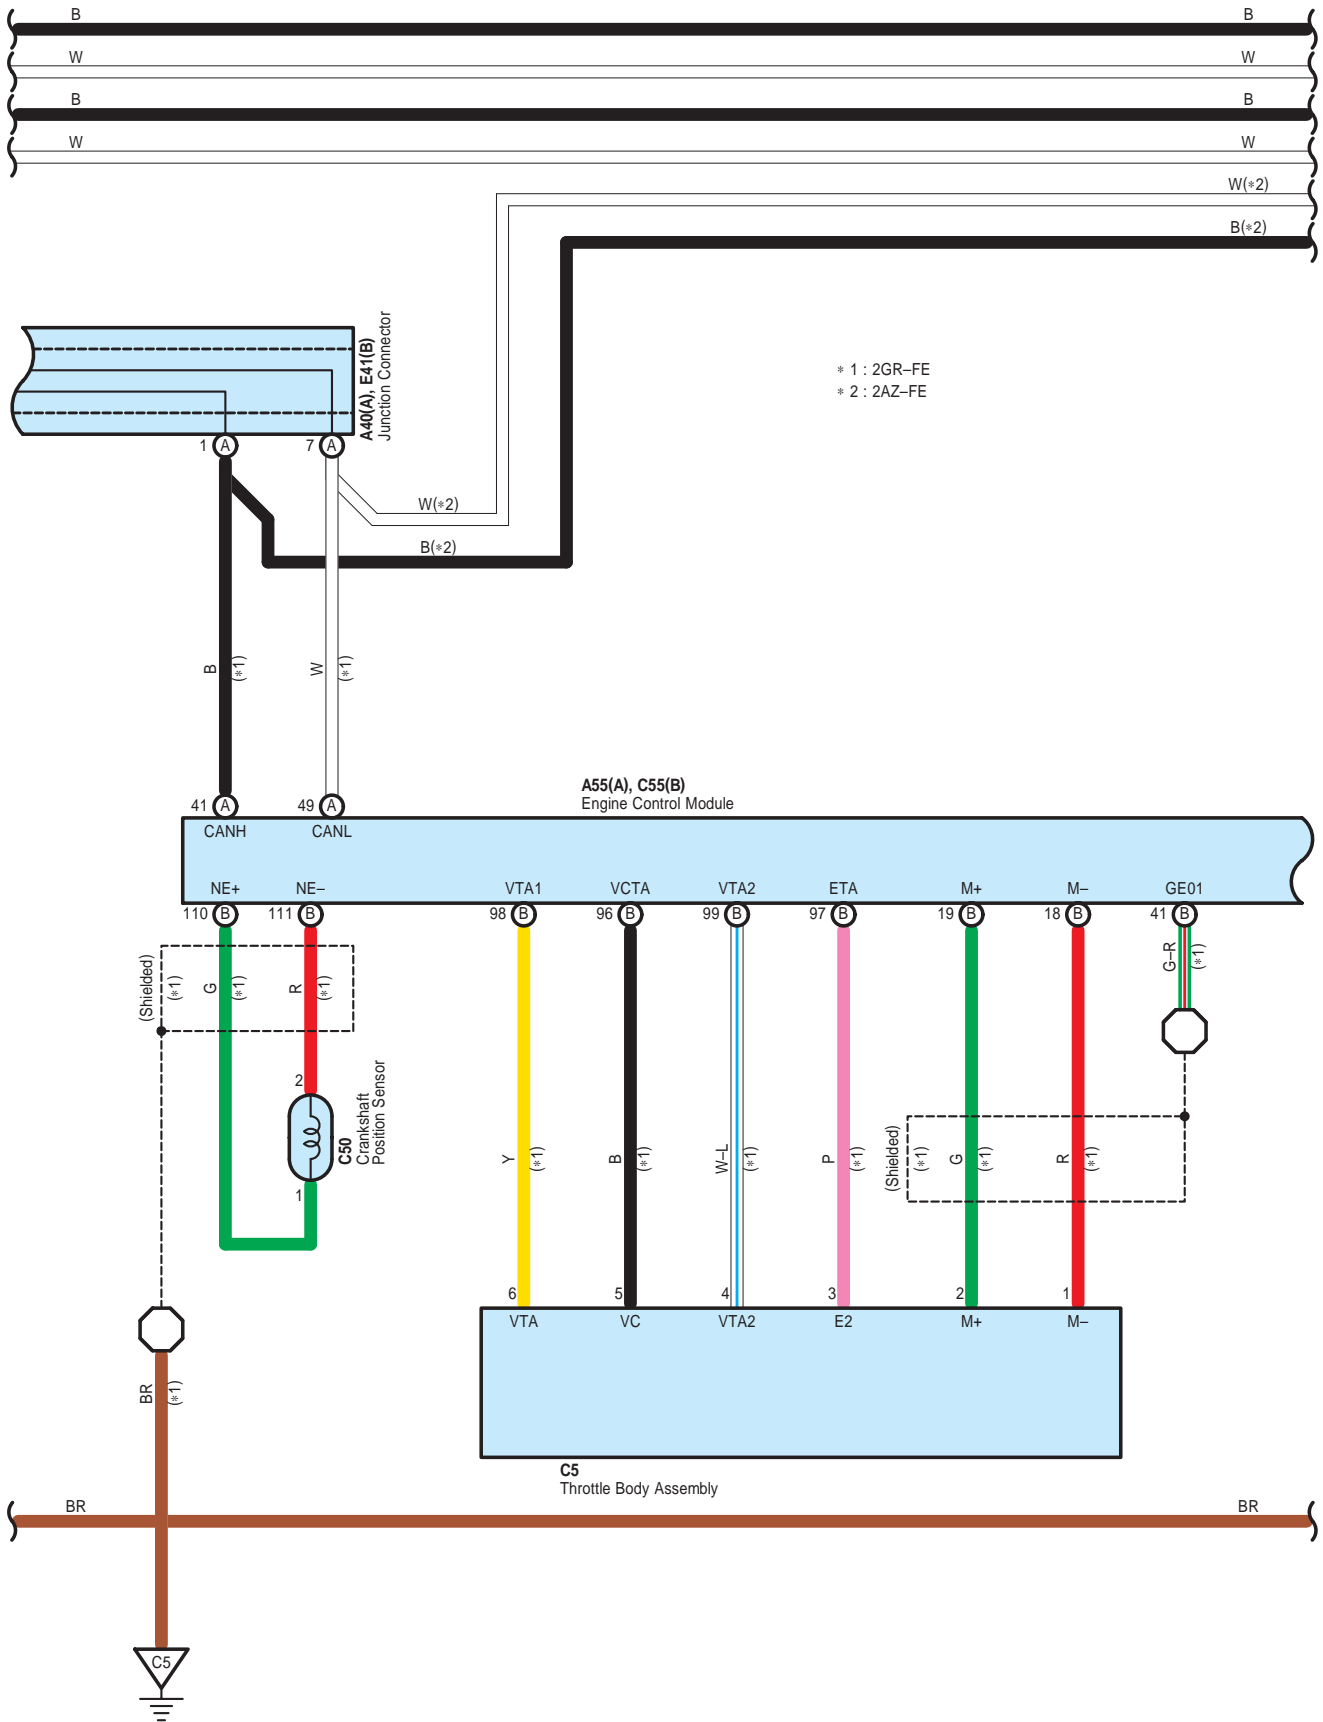 B B
W W
B B
W W
W(*2)
B(*2)
A40(A), E41(B)
Junction Connector
* 1 : 2GR–FE
* 2 : 2AZ–FE
1 A 7 A
W(*2)
B(*2)
B (*1) W (*1)
A55(A), C55(B)
Engine Control Module
41 A 49 A
CANH CANL
NE+ NE– VTA1 VCTA VTA2 ETA M+ M– GE01
110 B 111 B 98 B 96 B 99 B 97 B 19 B 18 B 41 B
(Shielded) (*1) G (*1) R (*1)
G–R (*1)
2
C50
Crankshaft
Position Sensor
1
Y (*1) B (*1) W–L (*1) P (*1) (Shielded) (*1) G (*1) R (*1)
6 5 4 3 2 1
VTA VC VTA2 E2 M+ M–
BR (*1)
C5
Throttle Body Assembly
BR BR
C5